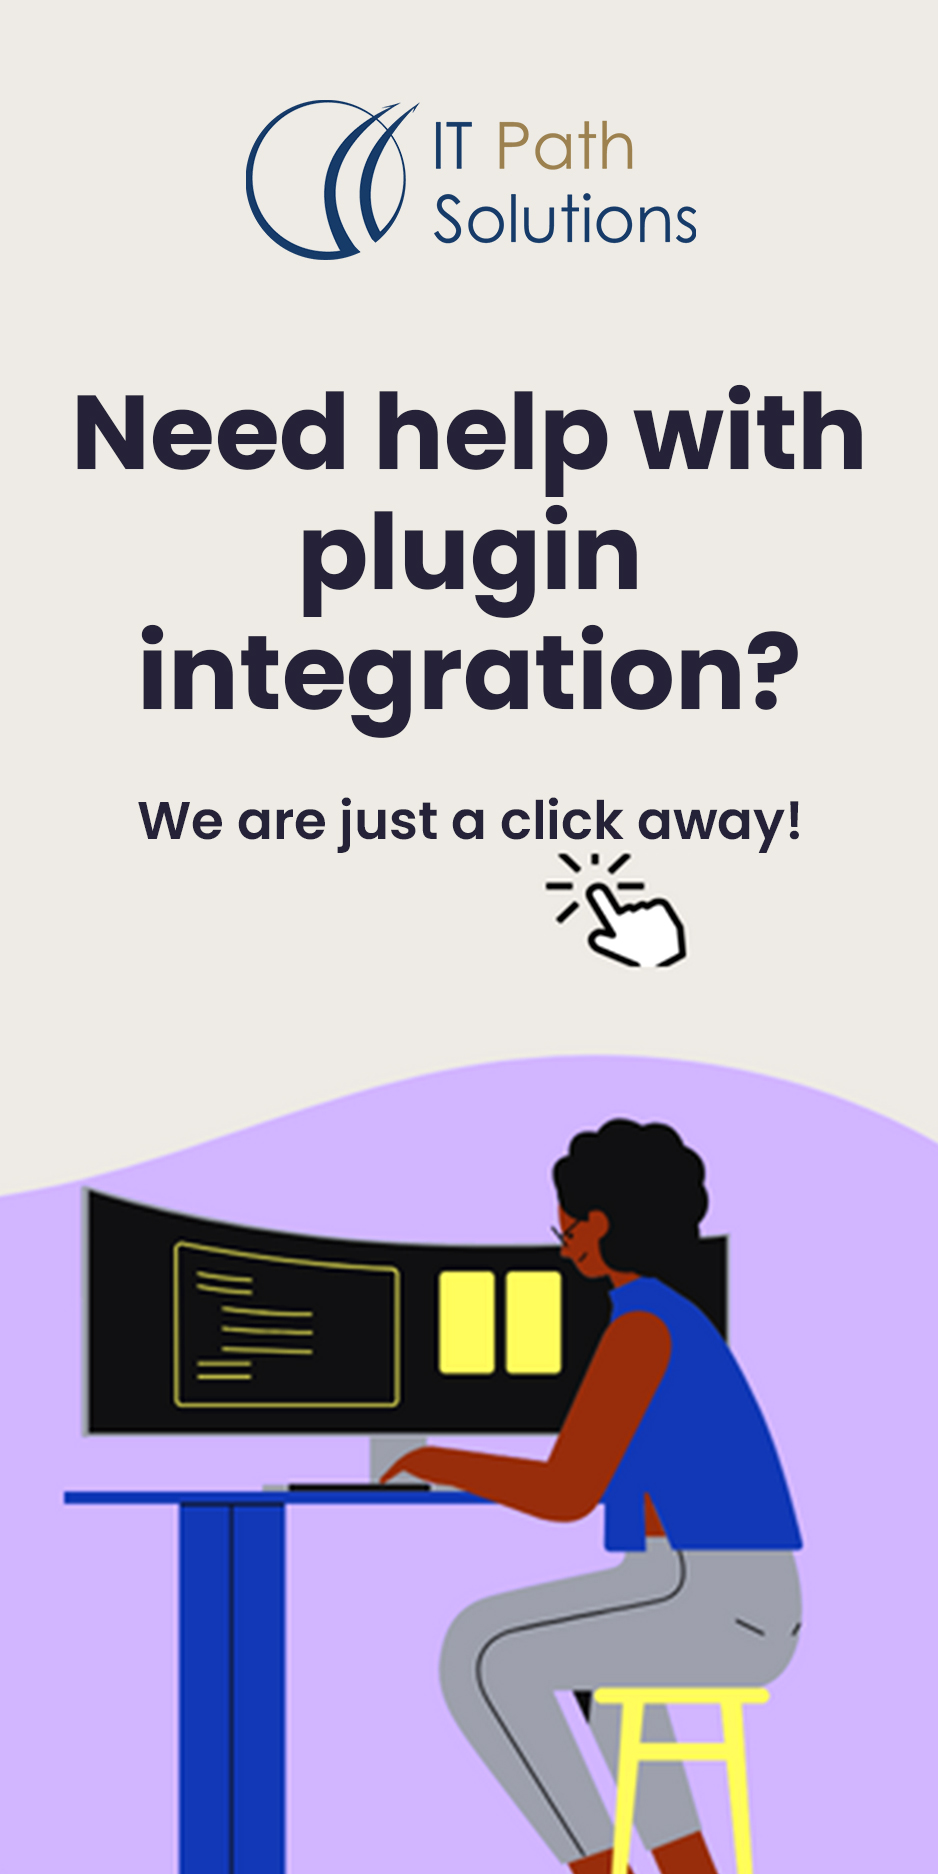 IT Path
Solutions
Need help with
plugin
integration?
We are just a click away!